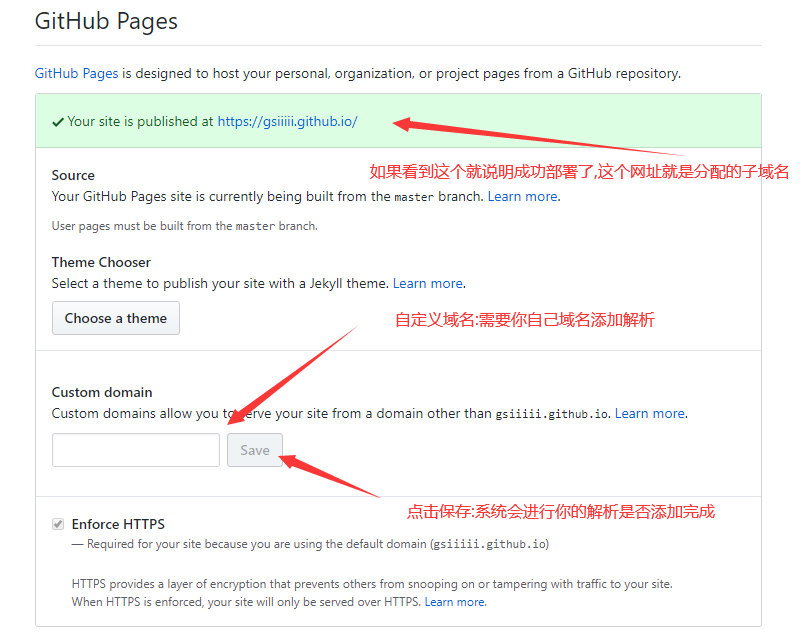 GitHub Pages
GitHub Pages is designed to host your personal, organization, or project pages from a GitHub repository.
Your site is published at https://gsiiiii.github.io/
如果看到这个就说明成功部署了,这个网址就是分配的子域名
Source
Your GitHub Pages site is currently being built from the master branch. Learn more.
User pages must be built from the master branch.
Theme Chooser
Select a theme to publish your site with a Jekyll theme. Learn more.
Choose a theme
自定义域名:需要你自己域名添加解析
Custom domain
Custom domains allow you to serve your site from a domain other than gsiiiii.github.io. Learn more.
Save
点击保存:系统会进行你的解析是否添加完成
Enforce HTTPS
— Required for your site because you are using the default domain (gsiiiii.github.io)
HTTPS provides a layer of encryption that prevents others from snooping on or tampering with traffic to your site.
When HTTPS is enforced, your site will only be served over HTTPS. Learn more.